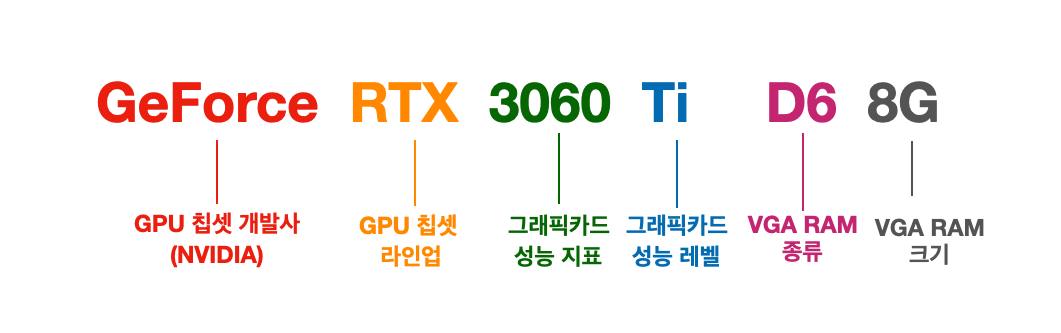 GeForce RTX 3060 Ti D6 8G
GPU 칩셋 개발사
(NVIDIA)
GPU 칩셋
라인업
그래픽카드
성능 지표
그래픽카드
성능 레벨
VGA RAM
종류
VGA RAM
크기